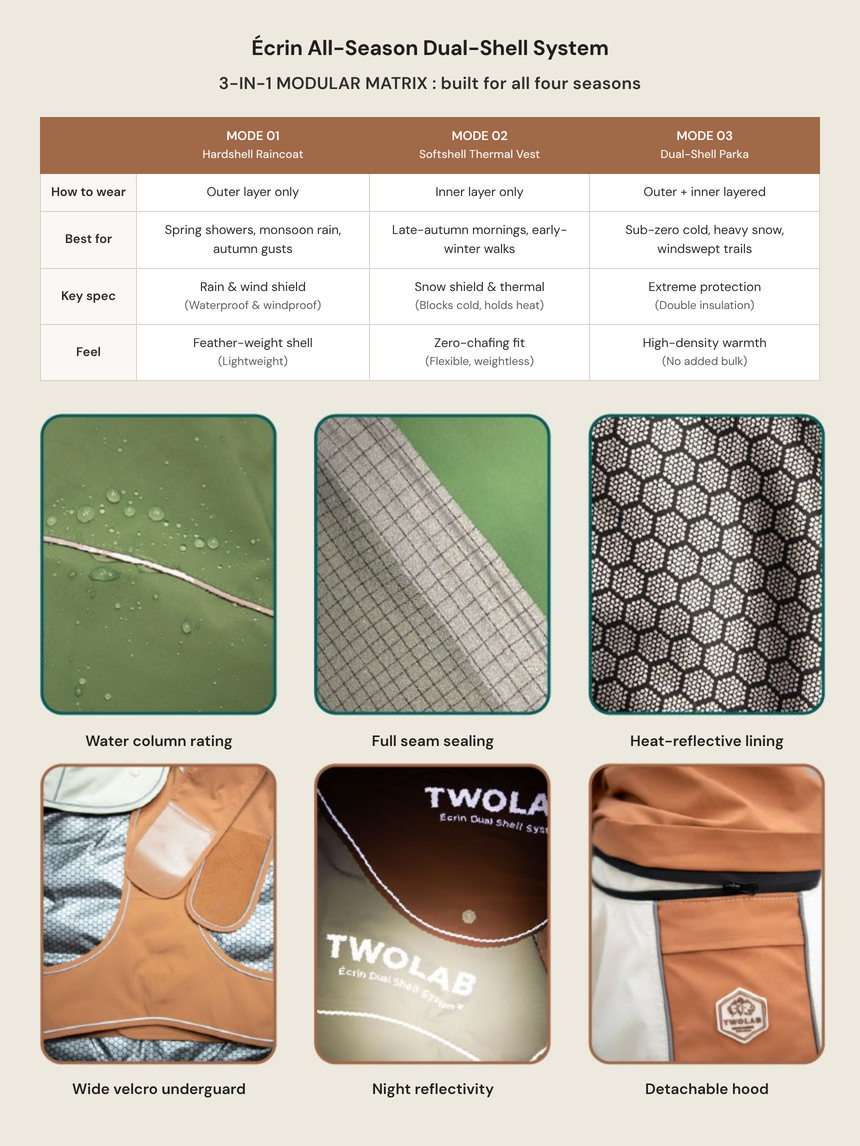 Écrin All-Season Dual-Shell System
3-IN-1 MODULAR MATRIX : built for all four seasons
MODE 01
Hardshell Raincoat
MODE 02
Softshell Thermal Vest
MODE 03
Dual-Shell Parka
How to wear
Outer layer only
Inner layer only
Outer + inner layered
Best for
Spring showers, monsoon rain,
autumn gusts
Late-autumn mornings, early-
winter walks
Sub-zero cold, heavy snow,
windswept trails
Key spec
Rain & wind shield
(Waterproof & windproof)
Snow shield & thermal
(Blocks cold, holds heat)
Extreme protection
(Double insulation)
Feel
Feather-weight shell
(Lightweight)
Zero-chafing fit
(Flexible, weightless)
High-density warmth
(No added bulk)
Water column rating
Full seam sealing
Heat-reflective lining
TWOLA
Écrin Dual Shell Syst
TWOLAB
Écrin Dual Shell System
TWOLAB
Wide velcro underguard
Night reflectivity
Detachable hood